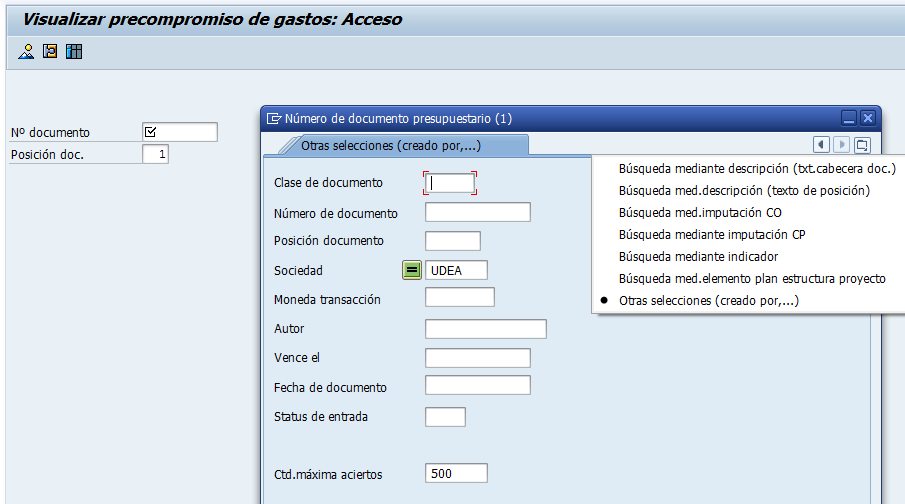 Visualizar precompromiso de gastos: Acceso
Nº documento
Posición doc. 1
Número de documento presupuestario (1)
Otras selecciones (creado por,...)
Clase de documento
Número de documento
Posición documento
Sociedad UDEA
Moneda transacción
Autor
Vence el
Fecha de documento
Status de entrada
Ctd.máxima aciertos 500
Búsqueda mediante descripción (txt.cabecera doc.)
Búsqueda med.descripción (texto de posición)
Búsqueda med.imputación CO
Búsqueda mediante imputación CP
Búsqueda mediante indicador
Búsqueda med.elemento plan estructura proyecto
Otras selecciones (creado por,...)